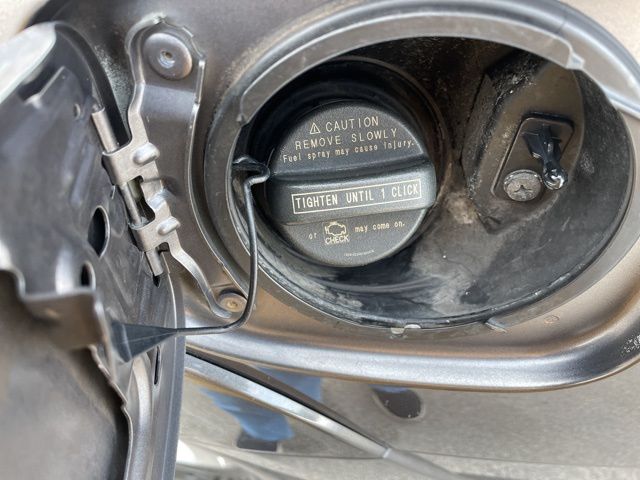 ⚠ CAUTION
REMOVE SLOWLY
Fuel spray may cause injury.
TIGHTEN UNTIL 1 CLICK
or CHECK may come on.